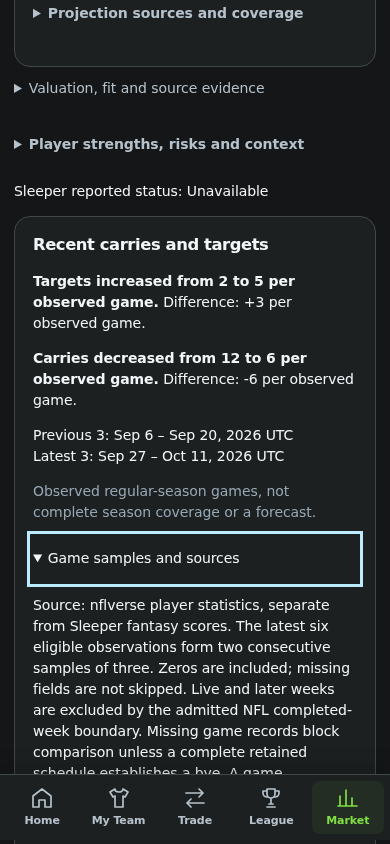 Projection sources and coverage
Valuation, fit and source evidence
Player strengths, risks and context
Sleeper reported status: Unavailable
Recent carries and targets
Targets increased from 2 to 5 per
observed game. Difference: +3 per
observed game.
Carries decreased from 12 to 6 per
observed game. Difference: -6 per observed
game.
Previous 3: Sep 6 – Sep 20, 2026 UTC
Latest 3: Sep 27 – Oct 11, 2026 UTC
Observed regular-season games, not
complete season coverage or a forecast.
Game samples and sources
Source: nflverse player statistics, separate
from Sleeper fantasy scores. The latest six
eligible observations form two consecutive
samples of three. Zeros are included; missing
fields are not skipped. Live and later weeks
are excluded by the admitted NFL completed-
week boundary. Missing game records block
comparison unless a complete retained
schedule establishes a bye. A game
Home
My Team
Trade
League
Market